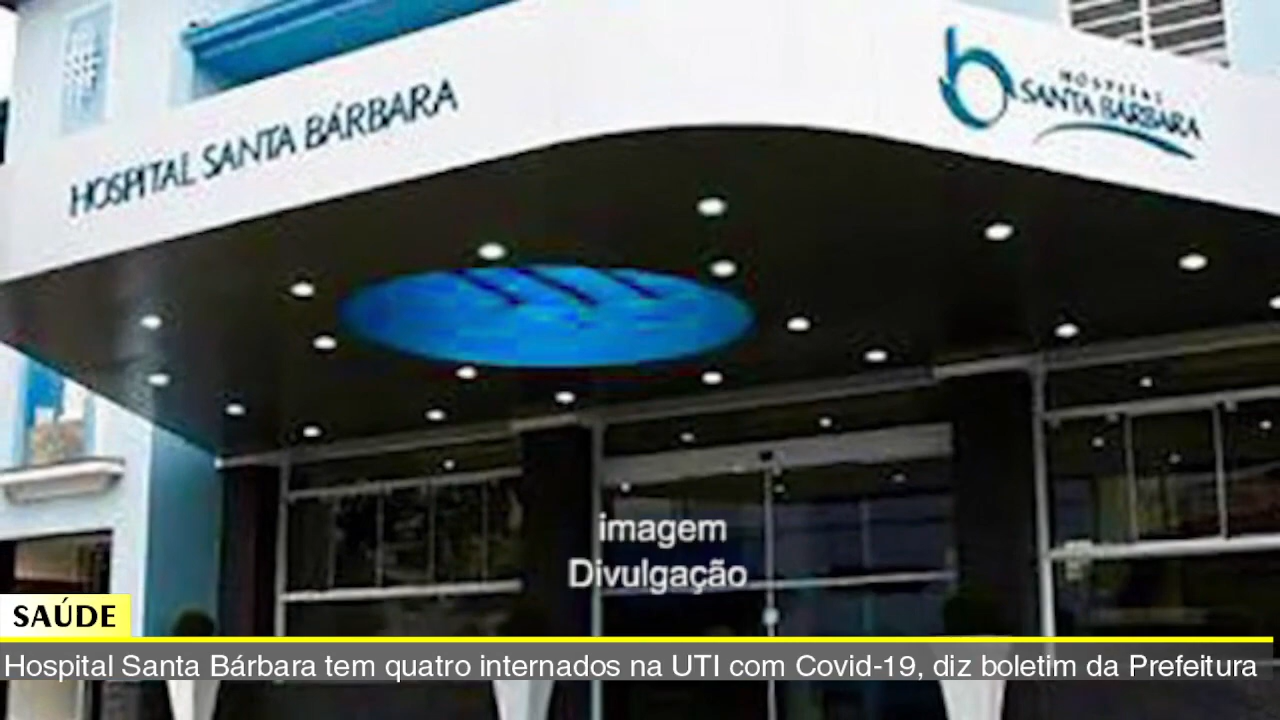 HOSPITAL SANTA BÁRBARA
HOSPITAL
SANTA BÁRBARA
imagem
Divulgação
SAÚDE
Hospital Santa Bárbara tem quatro internados na UTI com Covid-19, diz boletim da Prefeitura